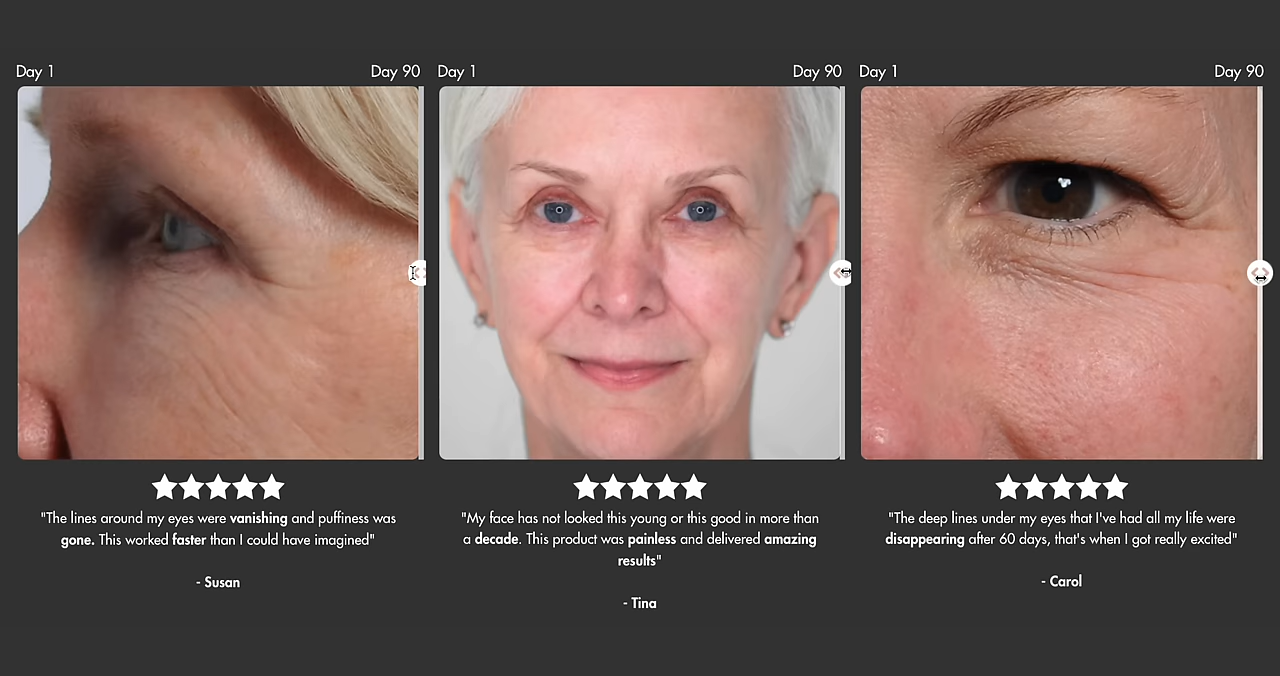 Day 1
Day 90
Day 1
Day 90
Day 1
Day 90
"The lines around my eyes were vanishing and puffiness was
gone. This worked faster than I could have imagined"
- Susan
"My face has not looked this young or this good in more than
a decade. This product was painless and delivered amazing
results"
- Tina
"The deep lines under my eyes that I've had all my life were
disappearing after 60 days, that's when I got really excited"
- Carol